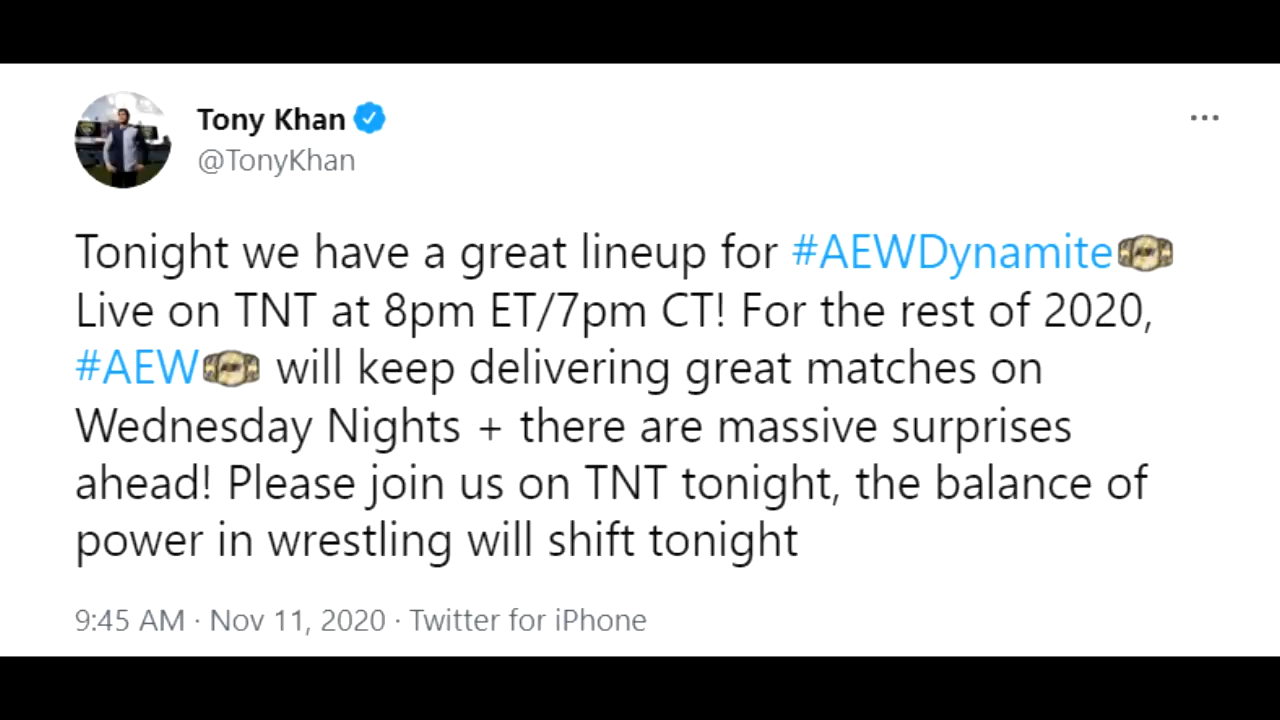 Tony Khan
@TonyKhan
Tonight we have a great lineup for #AEWDynamite
Live on TNT at 8pm ET/7pm CT! For the rest of 2020,
#AEW will keep delivering great matches on
Wednesday Nights + there are massive surprises
ahead! Please join us on TNT tonight, the balance of
power in wrestling will shift tonight
9:45 AM · Nov 11, 2020 · Twitter for iPhone